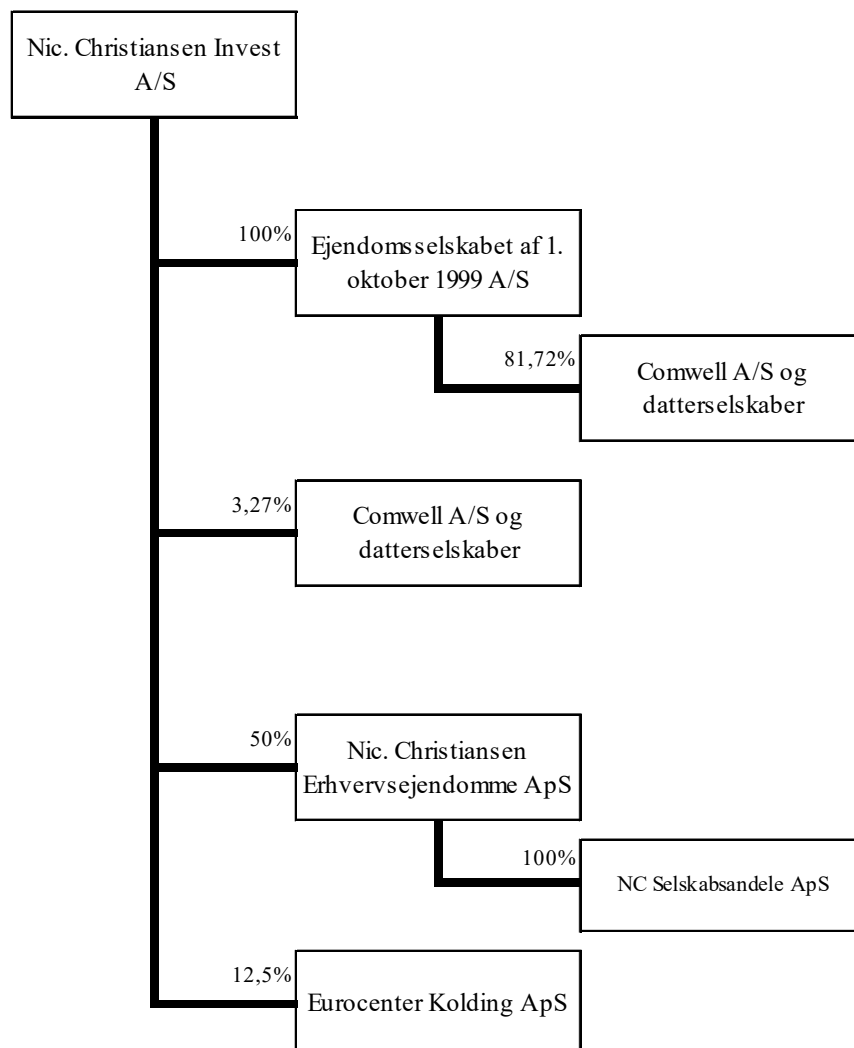 Nic. Christiansen Invest
A/S
100%
Ejendomsselskabet af 1.
oktober 1999 A/S
81,72%
Comwell A/S og
datterselskaber
3,27%
Comwell A/S og
datterselskaber
50%
Nic. Christiansen
Erhvervsejendomme ApS
100%
NC Selskabsandele ApS
12,5%
Eurocenter Kolding ApS